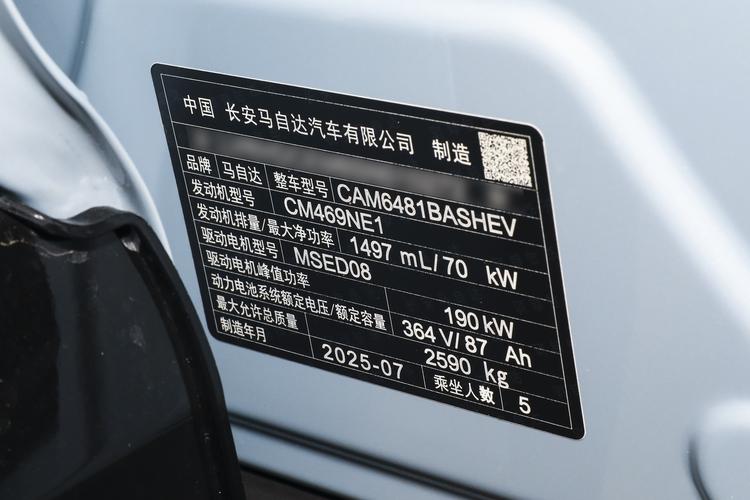 中国 长安马自达汽车有限公司 制造
品牌 马自达 整车型号 CAM6481BASHEV
发动机型号 CM469NE1
发动机排量/最大净功率 1497 mL/70 kW
驱动电机型号 MSED08
驱动电机峰值功率 190kW
动力电池系统额定电压/额定容量 364V/87 Ah
最大允许总质量 2590 kg
制造年月 2025-07 乘坐人数 5